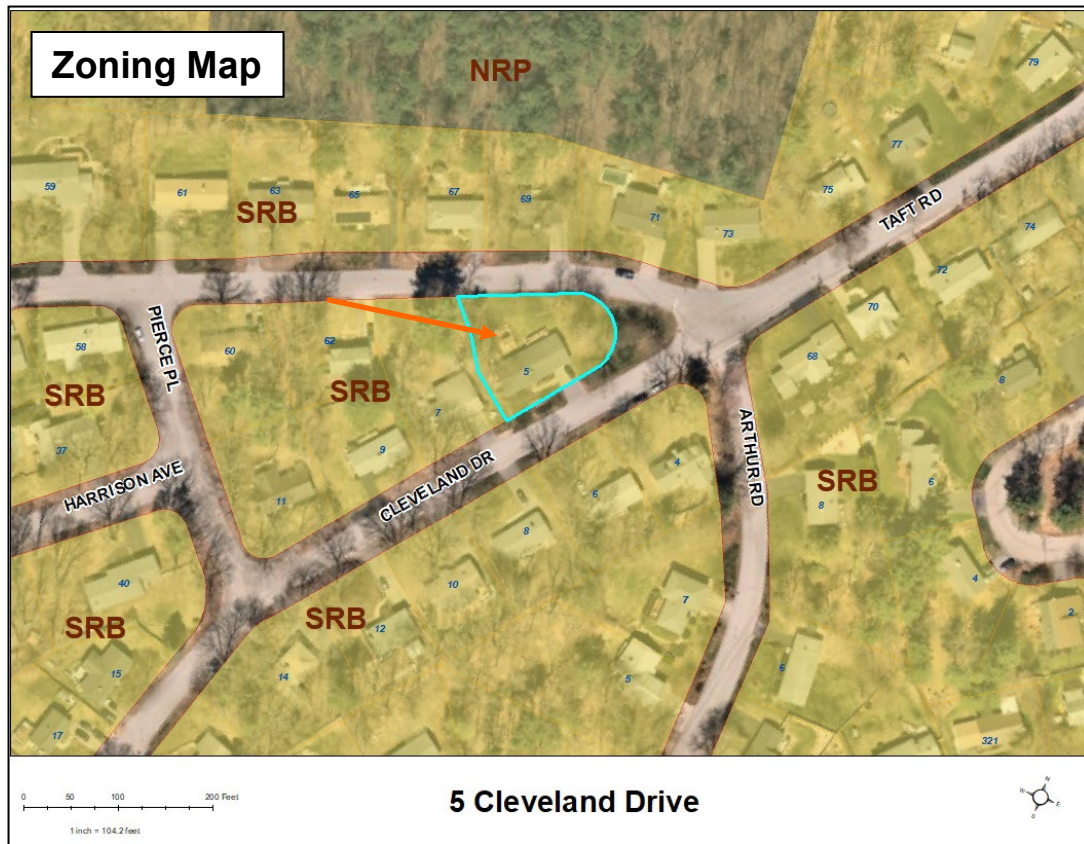 Zoning Map
NRP
79
77
59
61
63
65
67
69
71
73
75
74
SRB
TAFT RD
72
70
58
PIERCE PL
60
62
68
5
8
SRB
SRB
7
37
9
4
ARTHUR RD
HARRISON AVE
11
CLEVELAND DR
6
8
SRB
6
8
40
10
7
4
2
SRB
SRB
12
15
14
5
6
17
321
0 50 100 200 Feet
1 inch = 104.2 feet
5 Cleveland Drive
N
W
E
S